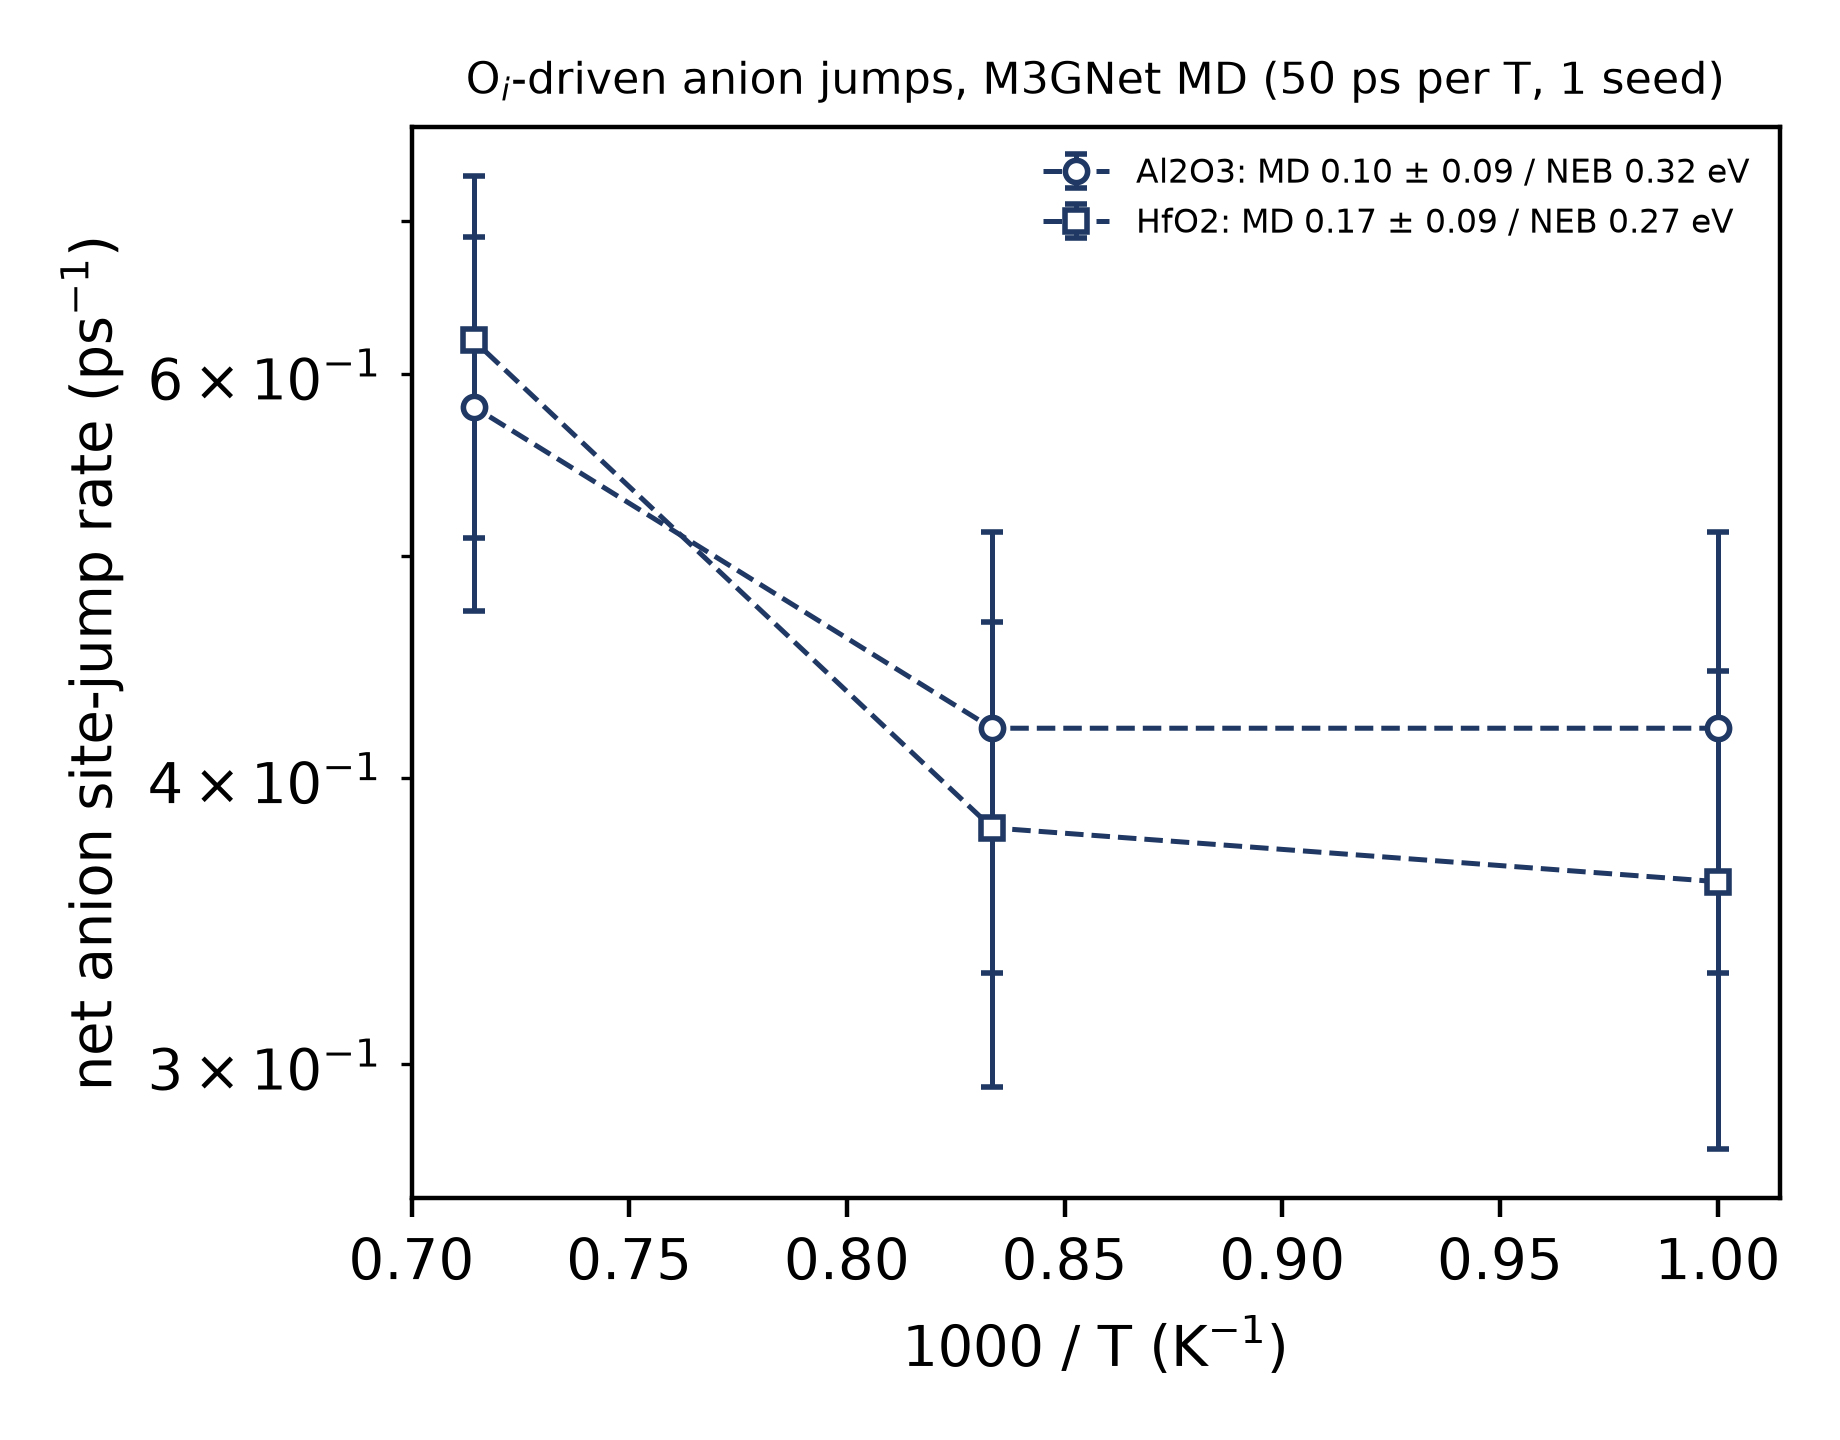 O_i-driven anion jumps, M3GNet MD (50 ps per T, 1 seed)
Al2O3: MD 0.10 ± 0.09 / NEB 0.32 eV
HfO2: MD 0.17 ± 0.09 / NEB 0.27 eV
net anion site-jump rate (ps⁻¹)
6 × 10⁻¹
4 × 10⁻¹
3 × 10⁻¹
0.70 0.75 0.80 0.85 0.90 0.95 1.00
1000 / T (K⁻¹)